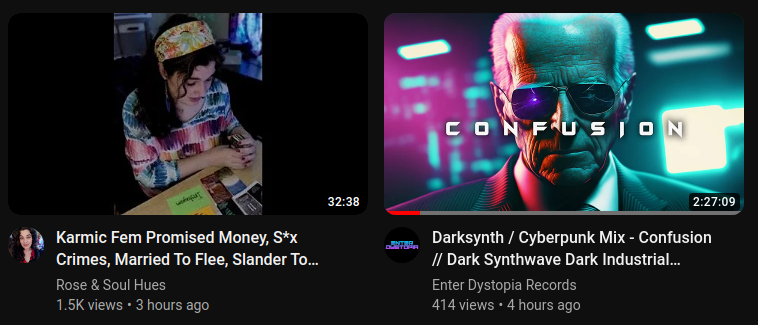 32:38
Karmic Fem Promised Money, S*x
Crimes, Married To Flee, Slander To...
Rose & Soul Hues
1.5K views • 3 hours ago
CONFUSION
2:27:09
ENTER
DYSTOPIA
Darksynth / Cyberpunk Mix - Confusion
// Dark Synthwave Dark Industrial...
Enter Dystopia Records
414 views • 4 hours ago